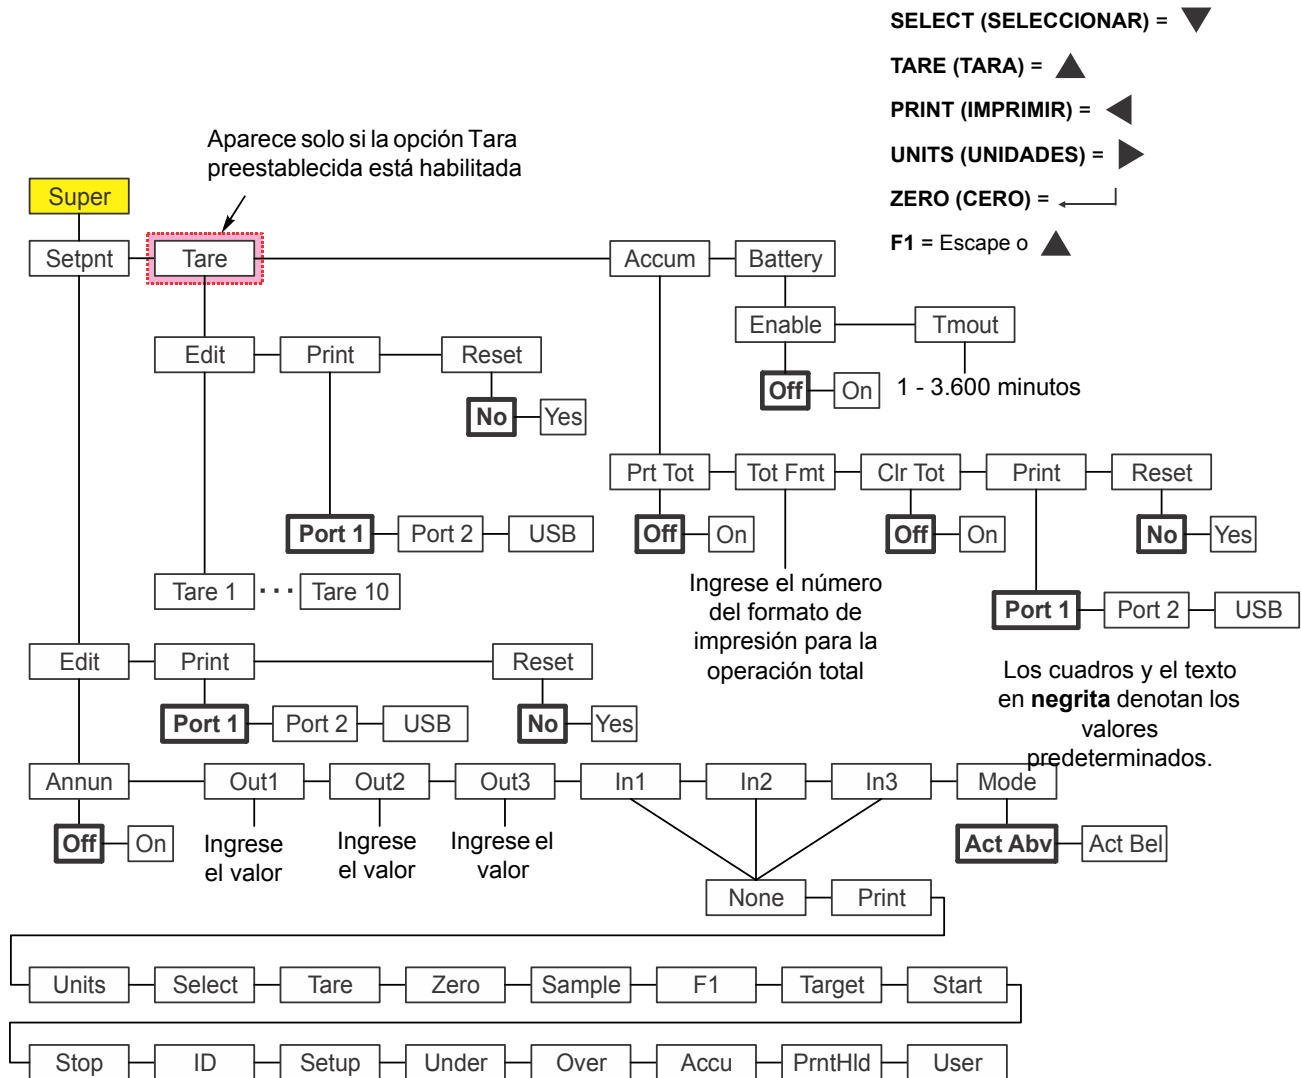 SELECT (SELECCIONAR) =
TARE (TARA) =
PRINT (IMPRIMIR) =
UNITS (UNIDADES) =
ZERO (CERO) =
F1 = Escape o
Aparece solo si la opción Tara
preestablecida está habilitada
Super
Setpnt Tare Accum Battery
Enable Tmout
Edit Print Reset
Off On 1 - 3.600 minutos
No Yes
Prt Tot Tot Fmt Clr Tot Print Reset
Port 1 Port 2 USB
Off On Off On No Yes
Ingrese el número
del formato de
impresión para la
operación total
Tare 1 ... Tare 10
Port 1 Port 2 USB
Edit Print Reset
Los cuadros y el texto
en negrita denotan los
valores
predeterminados.
Port 1 Port 2 USB No Yes
Annun Out1 Out2 Out3 In1 In2 In3 Mode
Off On
Ingrese
el valor
Ingrese
el valor
Ingrese el
valor
Act Abv Act Bel
None Print
Units Select Tare Zero Sample F1 Target Start
Stop ID Setup Under Over Accu PrntHld User